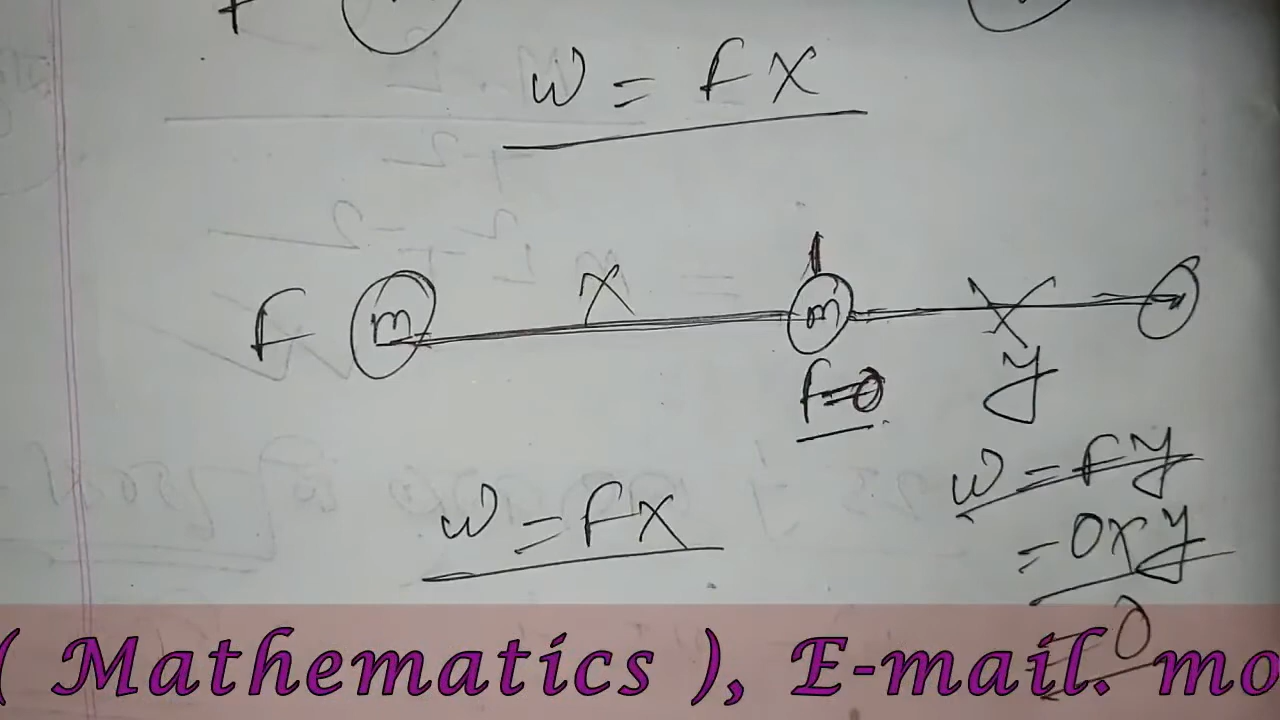 W = FX
F m X m
F=0 y
W = Fy
W = FX
= 0xy
= 0
( Mathematics ), E-mail. mo